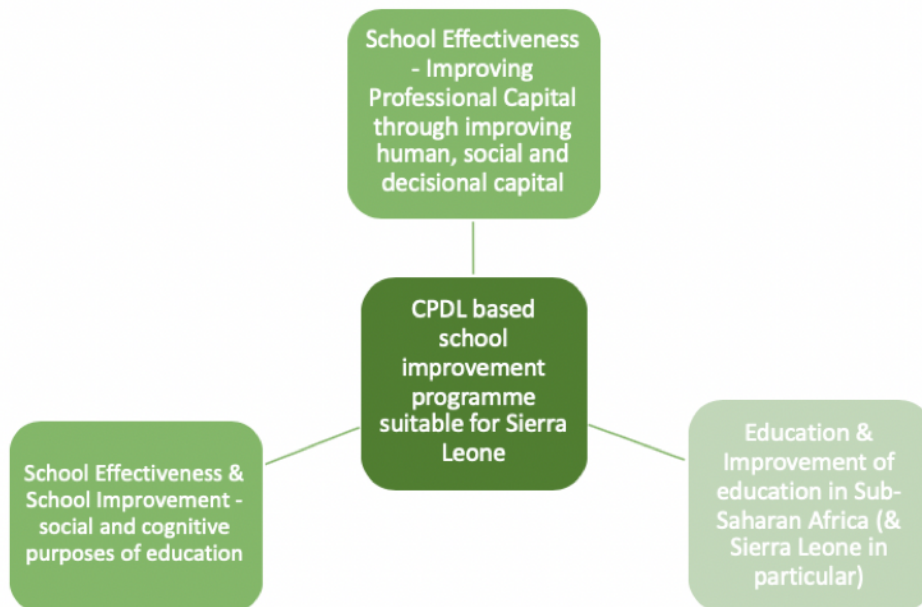 School Effectiveness
- Improving
Professional Capital
through improving
human, social and
decisional capital
CPDL based
school
improvement
programme
suitable for Sierra
Leone
School Effectiveness &
School Improvement -
social and cognitive
purposes of education
Education &
Improvement of
education in Sub-
Saharan Africa (&
Sierra Leone in
particular)